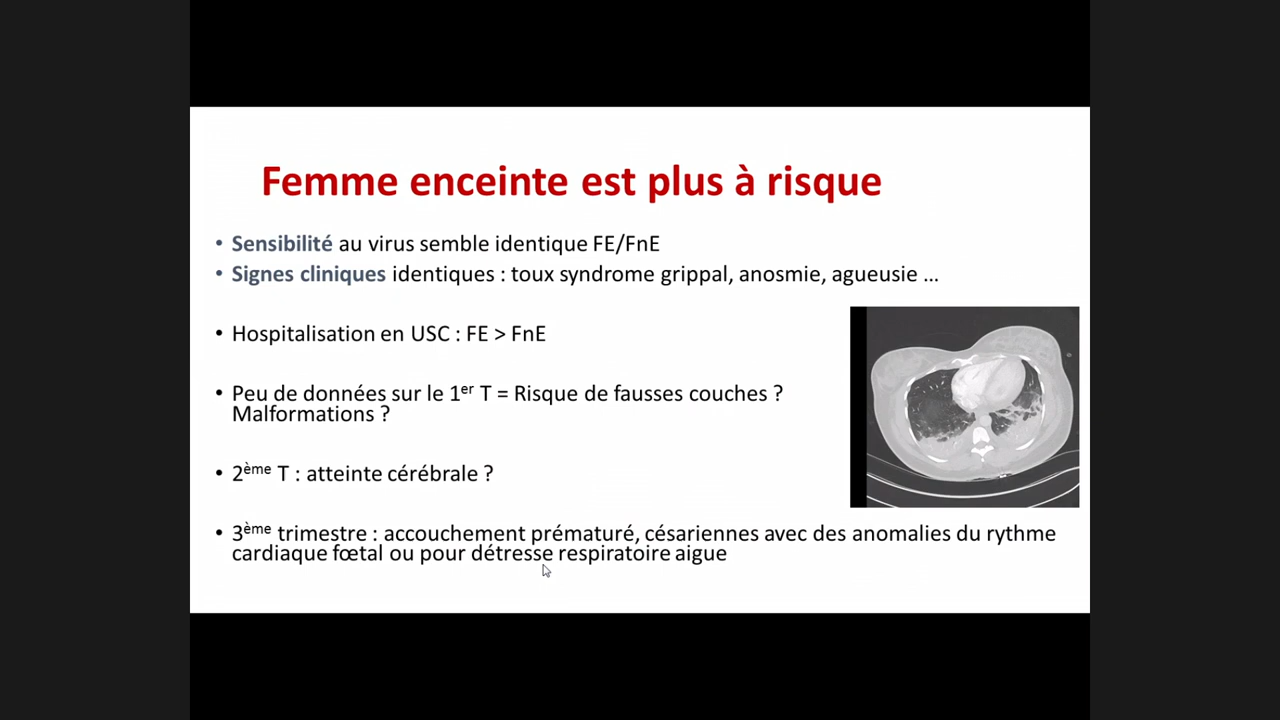 Femme enceinte est plus à risque
• Sensibilité au virus semble identique FE/FnE
• Signes cliniques identiques : toux syndrome grippal, anosmie, agueusie ...
• Hospitalisation en USC : FE > FnE
• Peu de données sur le 1er T = Risque de fausses couches ?
Malformations ?
• 2ème T : atteinte cérébrale ?
• 3ème trimestre : accouchement prématuré, césariennes avec des anomalies du rythme
cardiaque fœtal ou pour détresse respiratoire aigue